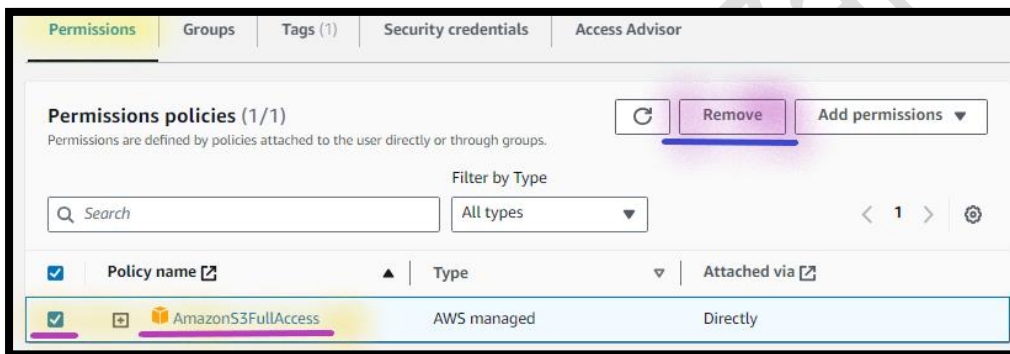 Permissions Groups Tags (1) Security credentials Access Advisor
Permissions policies (1/1) Remove Add permissions
Permissions are defined by policies attached to the user directly or through groups.
Filter by Type
Search All types 1
Policy name Type Attached via
AmazonS3FullAccess AWS managed Directly